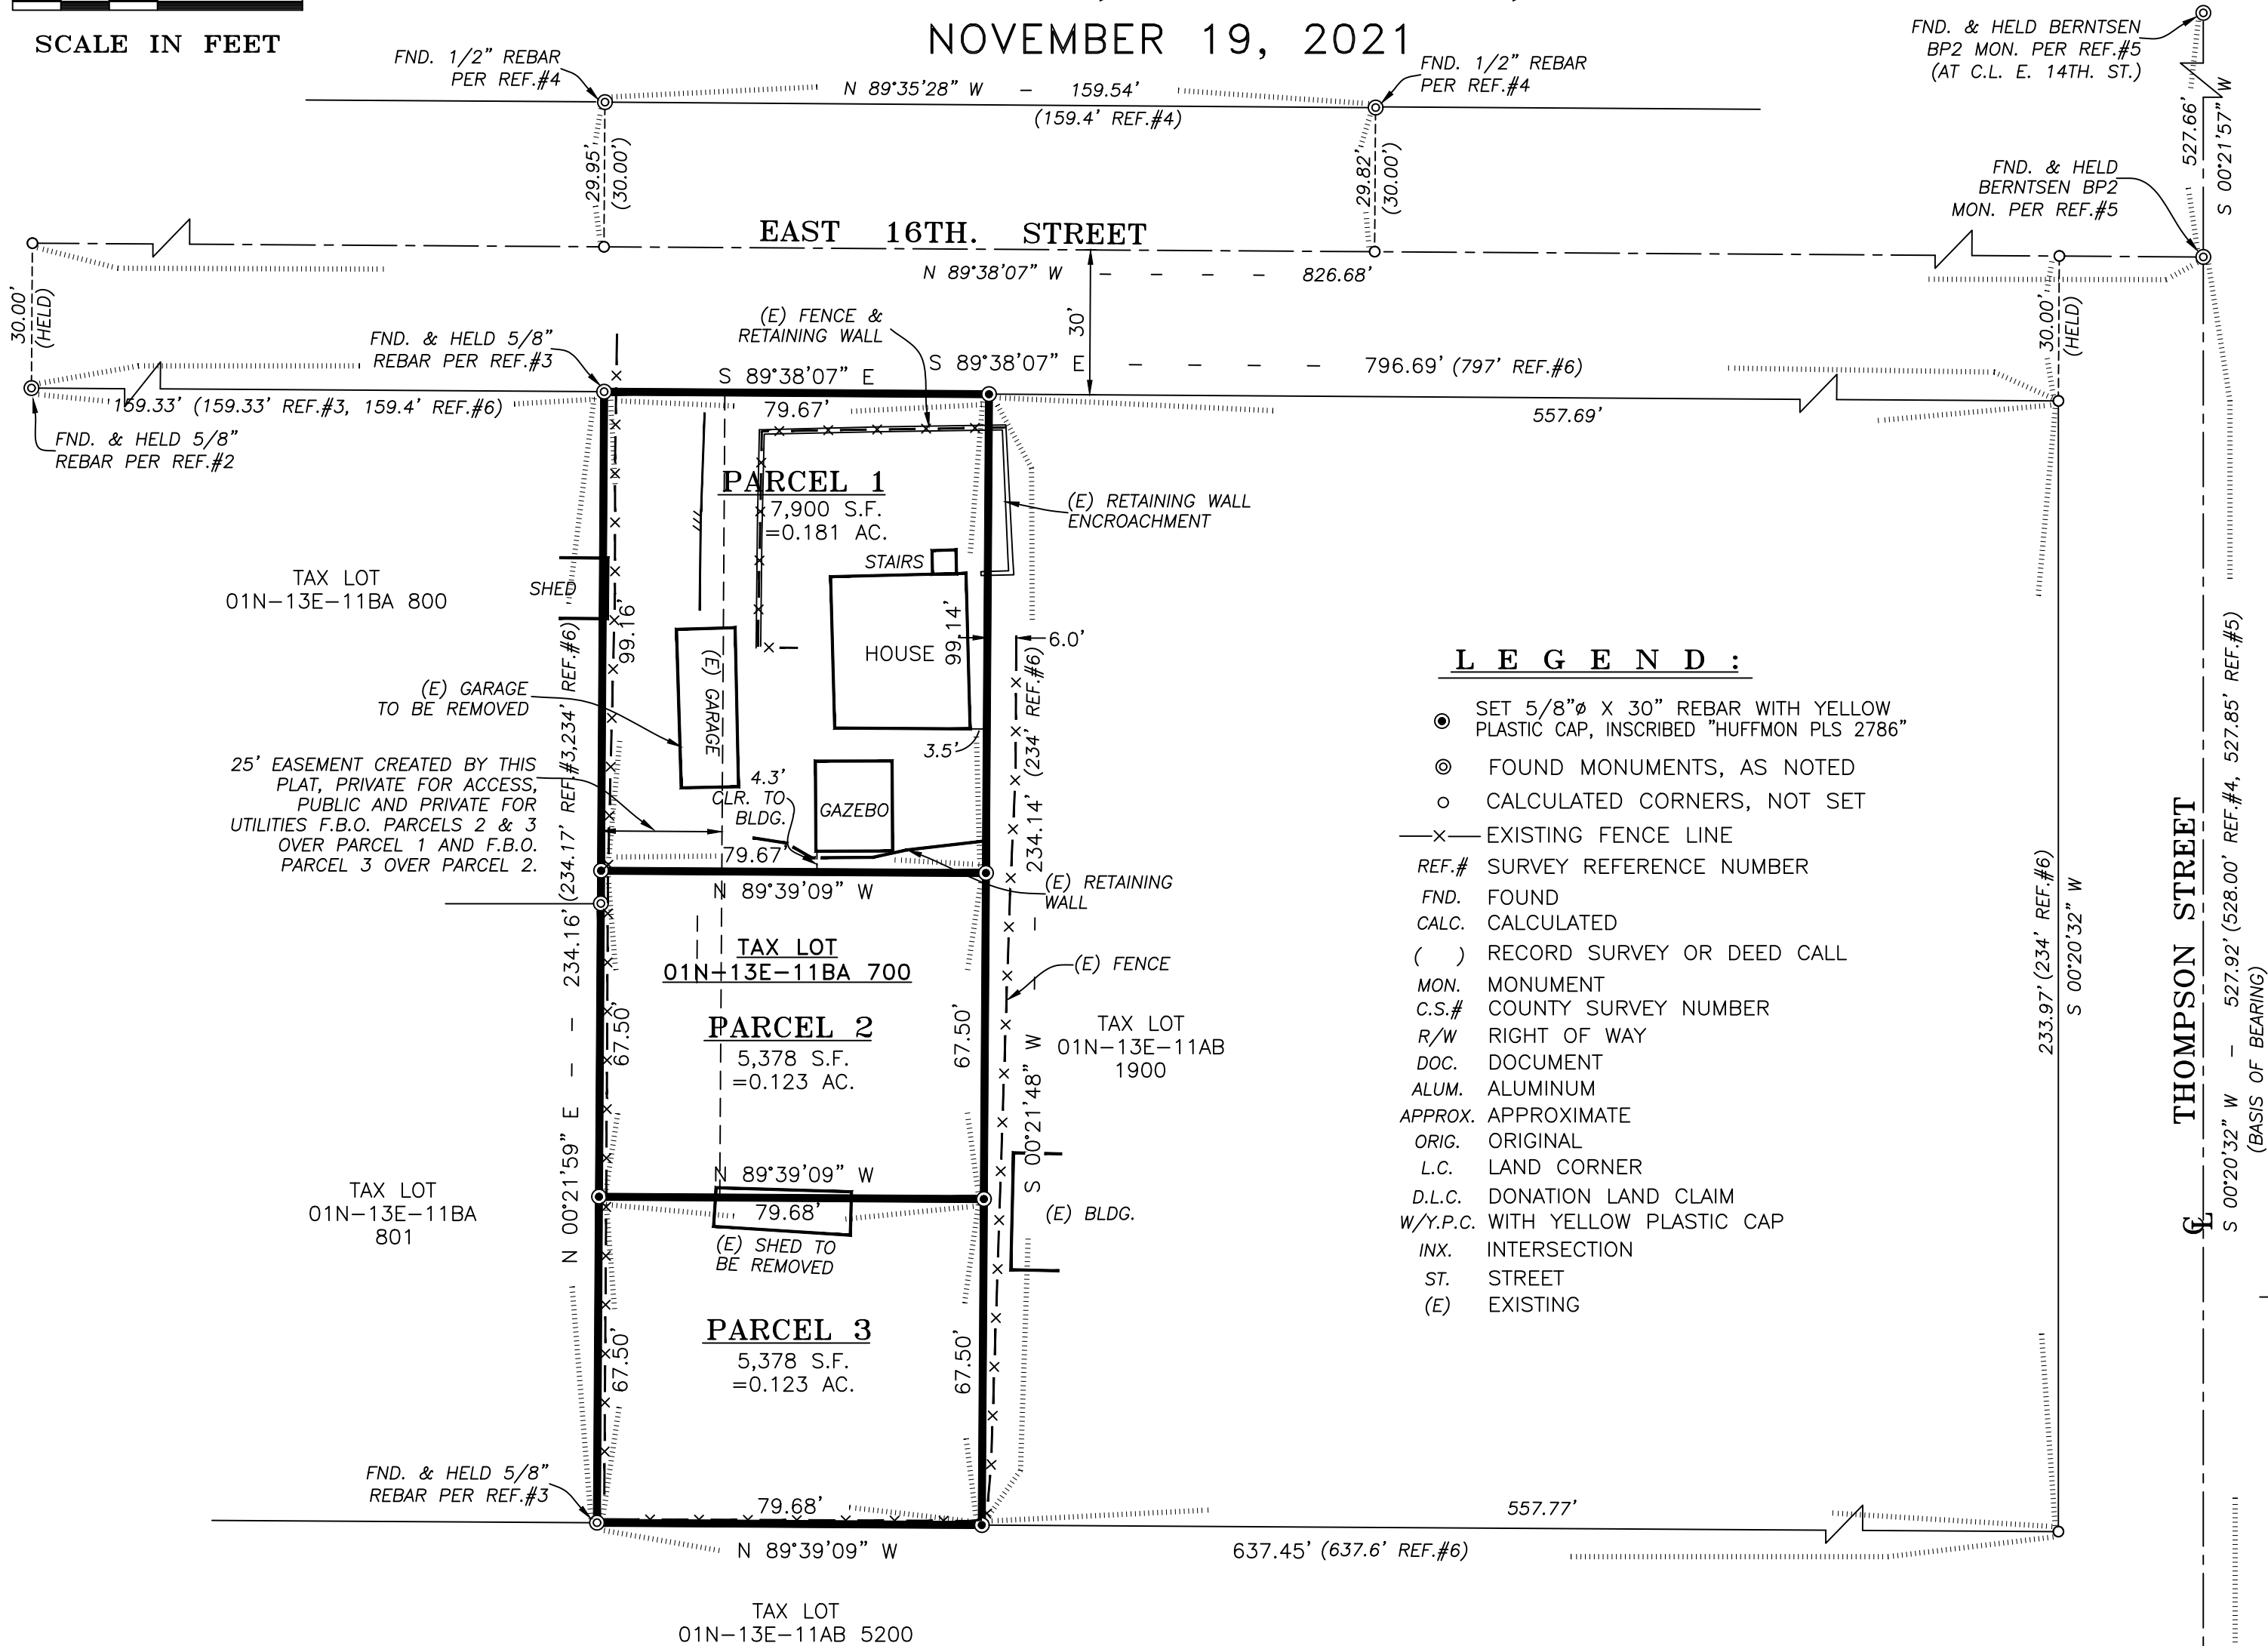 SCALE IN FEET
NOVEMBER 19, 2021
FND. 1/2" REBAR
PER REF.#4
N 89°35'28" W - 159.54'
(159.4' REF.#4)
FND. 1/2" REBAR
PER REF.#4
FND. & HELD BERNTSEN
BP2 MON. PER REF.#5
(AT C.L. E. 14TH. ST.)
527.66'
S 00°21'57" W
29.95'
(30.00')
29.82'
(30.00')
FND. & HELD
BERNTSEN BP2
MON. PER REF.#5
EAST 16TH. STREET
N 89°38'07" W - - - - 826.68'
30.00'
(HELD)
30'
30.00'
(HELD)
(E) FENCE &
RETAINING WALL
FND. & HELD 5/8"
REBAR PER REF.#3
S 89°38'07" E - - - - 796.69' (797' REF.#6)
S 89°38'07" E
79.67'
159.33' (159.33' REF.#3, 159.4' REF.#6)
557.69'
FND. & HELD 5/8"
REBAR PER REF.#2
PARCEL 1
7,900 S.F.
=0.181 AC.
(E) RETAINING WALL
ENCROACHMENT
STAIRS
SHED
TAX LOT
01N-13E-11BA 800
99.16'
HOUSE
99.14'
6.0'
(E) GARAGE
(E) GARAGE
TO BE REMOVED
3.5'
25' EASEMENT CREATED BY THIS
PLAT, PRIVATE FOR ACCESS,
PUBLIC AND PRIVATE FOR
UTILITIES F.B.O. PARCELS 2 & 3
OVER PARCEL 1 AND F.B.O.
PARCEL 3 OVER PARCEL 2.
4.3'
CLR. TO
BLDG.
GAZEBO
79.67'
N 89°39'09" W
(E) RETAINING
WALL
N 00°21'59" E - - 234.16' (234.17' REF.#3,234' REF.#6)
S 00°21'48" W - - 234.14' (234' REF.#6)
TAX LOT
01N-13E-11BA 700
(E) FENCE
PARCEL 2
5,378 S.F.
=0.123 AC.
67.50'
67.50'
TAX LOT
01N-13E-11AB
1900
N 89°39'09" W
79.68'
(E) SHED TO
BE REMOVED
(E) BLDG.
TAX LOT
01N-13E-11BA
801
PARCEL 3
5,378 S.F.
=0.123 AC.
67.50'
67.50'
FND. & HELD 5/8"
REBAR PER REF.#3
79.68'
N 89°39'09" W
557.77'
637.45' (637.6' REF.#6)
TAX LOT
01N-13E-11AB 5200
LEGEND:
SET 5/8"ø X 30" REBAR WITH YELLOW
PLASTIC CAP, INSCRIBED "HUFFMON PLS 2786"
FOUND MONUMENTS, AS NOTED
CALCULATED CORNERS, NOT SET
EXISTING FENCE LINE
REF.# SURVEY REFERENCE NUMBER
FND. FOUND
CALC. CALCULATED
( ) RECORD SURVEY OR DEED CALL
MON. MONUMENT
C.S.# COUNTY SURVEY NUMBER
R/W RIGHT OF WAY
DOC. DOCUMENT
ALUM. ALUMINUM
APPROX. APPROXIMATE
ORIG. ORIGINAL
L.C. LAND CORNER
D.L.C. DONATION LAND CLAIM
W/Y.P.C. WITH YELLOW PLASTIC CAP
INX. INTERSECTION
ST. STREET
(E) EXISTING
233.97' (234' REF.#6)
S 00°20'32" W
CL THOMPSON STREET
S 00°20'32" W - 527.92' (528.00' REF.#4, 527.85' REF.#5)
(BASIS OF BEARING)